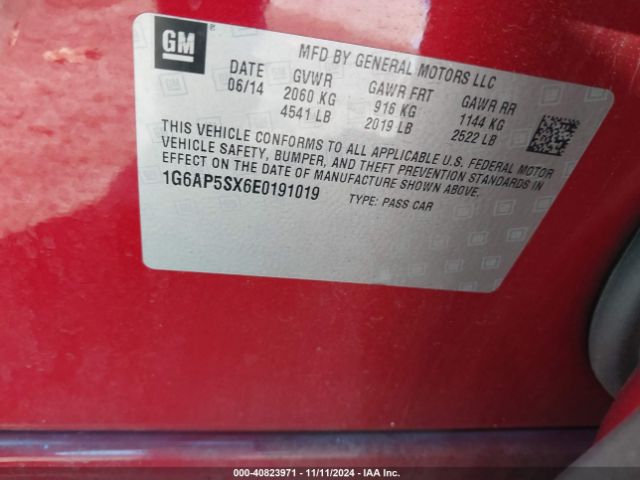 GM
MFD BY GENERAL MOTORS LLC
DATE GVWR GAWR FRT GAWR RR
06/14 2060 KG 916 KG 1144 KG
4541 LB 2019 LB 2522 LB
THIS VEHICLE CONFORMS TO ALL APPLICABLE U.S. FEDERAL MOTOR
VEHICLE SAFETY, BUMPER, AND THEFT PREVENTION STANDARDS IN
EFFECT ON THE DATE OF MANUFACTURE SHOWN ABOVE.
1G6AP5SX6E0191019 TYPE: PASS CAR
000-40823971 - 11/11/2024 - IAA Inc.